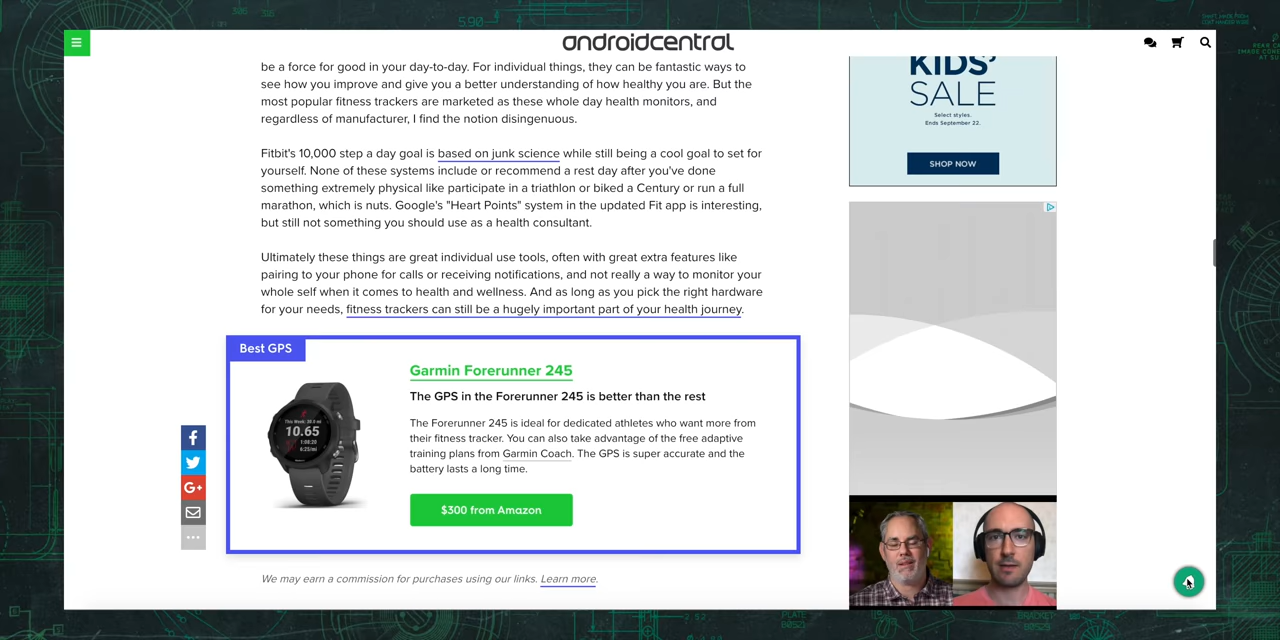 5.90
androidcentral
be a force for good in your day-to-day. For individual things, they can be fantastic ways to
see how you improve and give you a better understanding of how healthy you are. But the
most popular fitness trackers are marketed as these whole day health monitors, and
regardless of manufacturer, I find the notion disingenuous.
Fitbit's 10,000 step a day goal is based on junk science while still being a cool goal to set for
yourself. None of these systems include or recommend a rest day after you've done
something extremely physical like participate in a triathlon or biked a Century or run a full
marathon, which is nuts. Google's "Heart Points" system in the updated Fit app is interesting,
but still not something you should use as a health consultant.
Ultimately these things are great individual use tools, often with great extra features like
pairing to your phone for calls or receiving notifications, and not really a way to monitor your
whole self when it comes to health and wellness. And as long as you pick the right hardware
for your needs, fitness trackers can still be a hugely important part of your health journey.
Best GPS
Garmin Forerunner 245
The GPS in the Forerunner 245 is better than the rest
The Forerunner 245 is ideal for dedicated athletes who want more from
their fitness tracker. You can also take advantage of the free adaptive
training plans from Garmin Coach. The GPS is super accurate and the
battery lasts a long time.
10.65
$300 from Amazon
We may earn a commission for purchases using our links. Learn more.
KIDS'
SALE
Select styles.
Ends September 22.
SHOP NOW